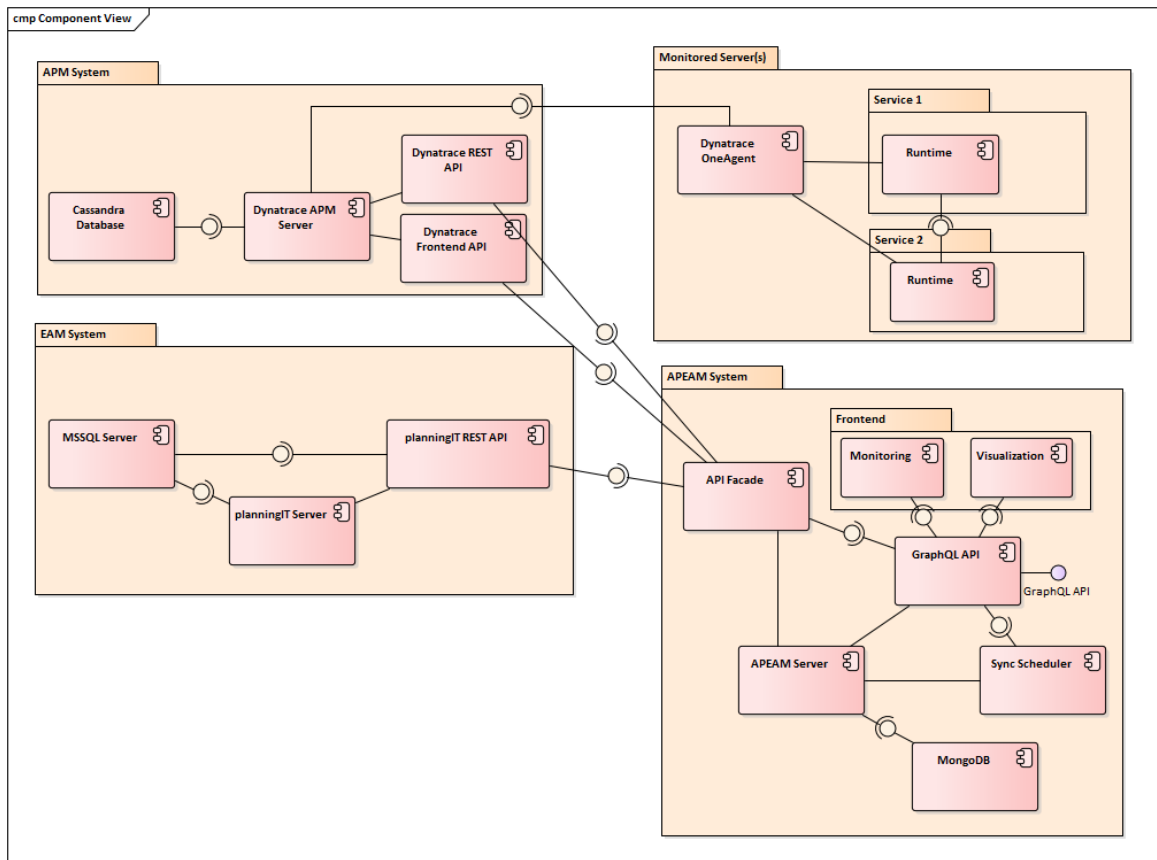 cmp Component View
APM System
Cassandra
Database
Dynatrace APM
Server
Dynatrace REST
API
Dynatrace
Frontend API
Monitored Server(s)
Dynatrace
OneAgent
Service 1
Runtime
Service 2
Runtime
EAM System
MSSQL Server
planningIT Server
planningIT REST API
APEAM System
Frontend
Monitoring
Visualization
API Facade
GraphQL API
GraphQL API
APEAM Server
Sync Scheduler
MongoDB